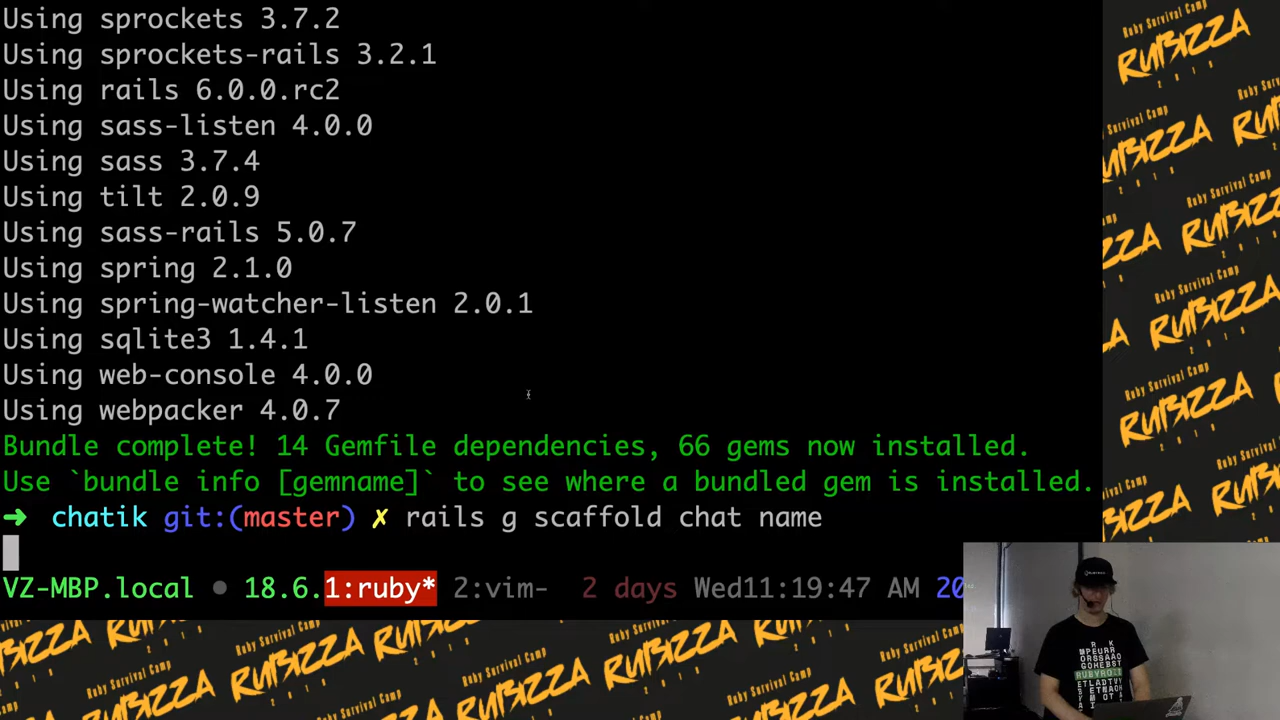 Using sprockets 3.7.2
Using sprockets-rails 3.2.1
Using rails 6.0.0.rc2
Using sass-listen 4.0.0
Using sass 3.7.4
Using tilt 2.0.9
Using sass-rails 5.0.7
Using spring 2.1.0
Using spring-watcher-listen 2.0.1
Using sqlite3 1.4.1
Using web-console 4.0.0
Using webpacker 4.0.7
Bundle complete! 14 Gemfile dependencies, 66 gems now installed.
Use `bundle info [gemname]` to see where a bundled gem is installed.
➜ chatik git:(master) ✗ rails g scaffold chat name
VZ-MBP.local ● 18.6. 1:ruby* 2:vim- 2 days Wed11:19:47 AM 20
Ruby Survival Camp
RUBIZZA
2019